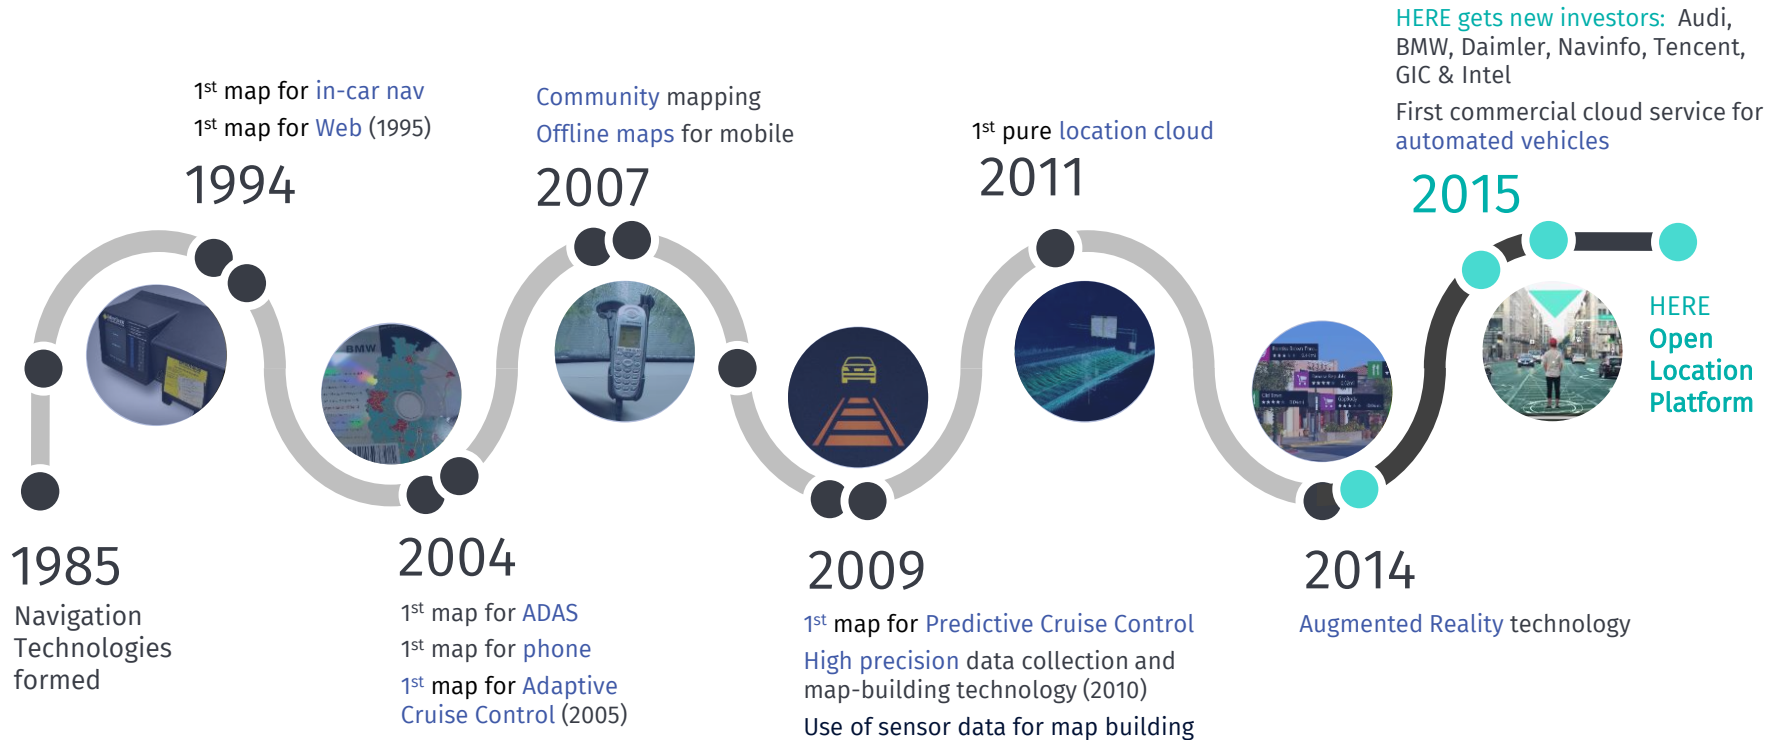 HERE gets new investors: Audi,
BMW, Daimler, Navinfo, Tencent,
GIC & Intel
First commercial cloud service for
automated vehicles
2015
1st map for in-car nav
1st map for Web (1995)
1994
Community mapping
Offline maps for mobile
2007
1st pure location cloud
2011
BMW
HERE
Open
Location
Platform
1985
Navigation
Technologies
formed
2004
1st map for ADAS
1st map for phone
1st map for Adaptive
Cruise Control (2005)
2009
1st map for Predictive Cruise Control
High precision data collection and
map-building technology (2010)
Use of sensor data for map building
2014
Augmented Reality technology